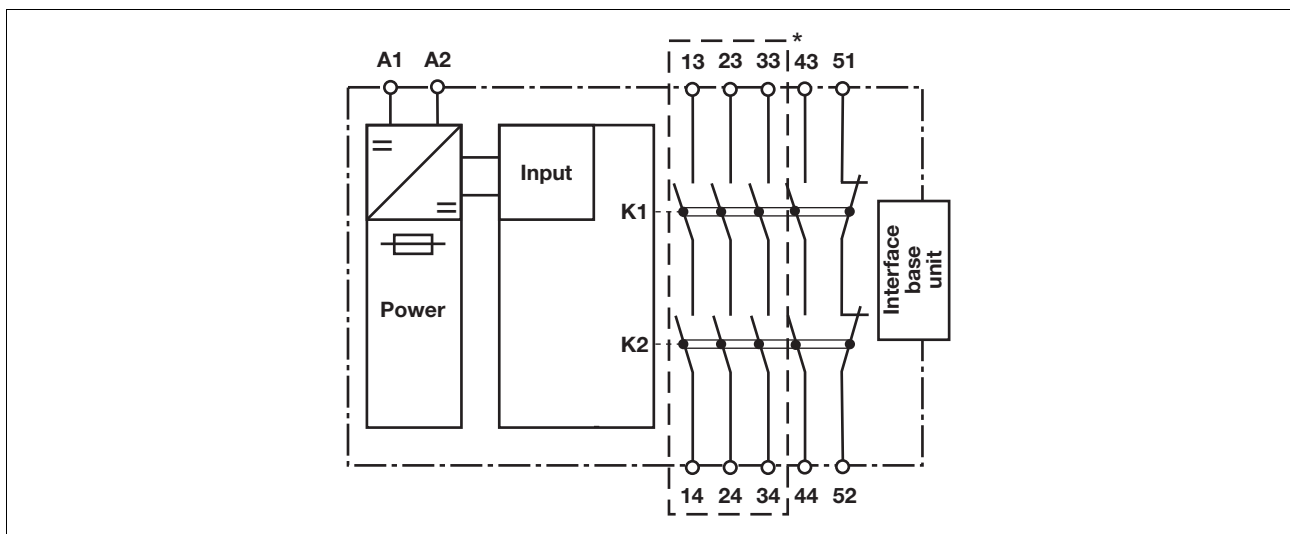 *
A1 A2 13 23 33 43 51
Input
K1
Interface
base
unit
Power
K2
14 24 34 44 52